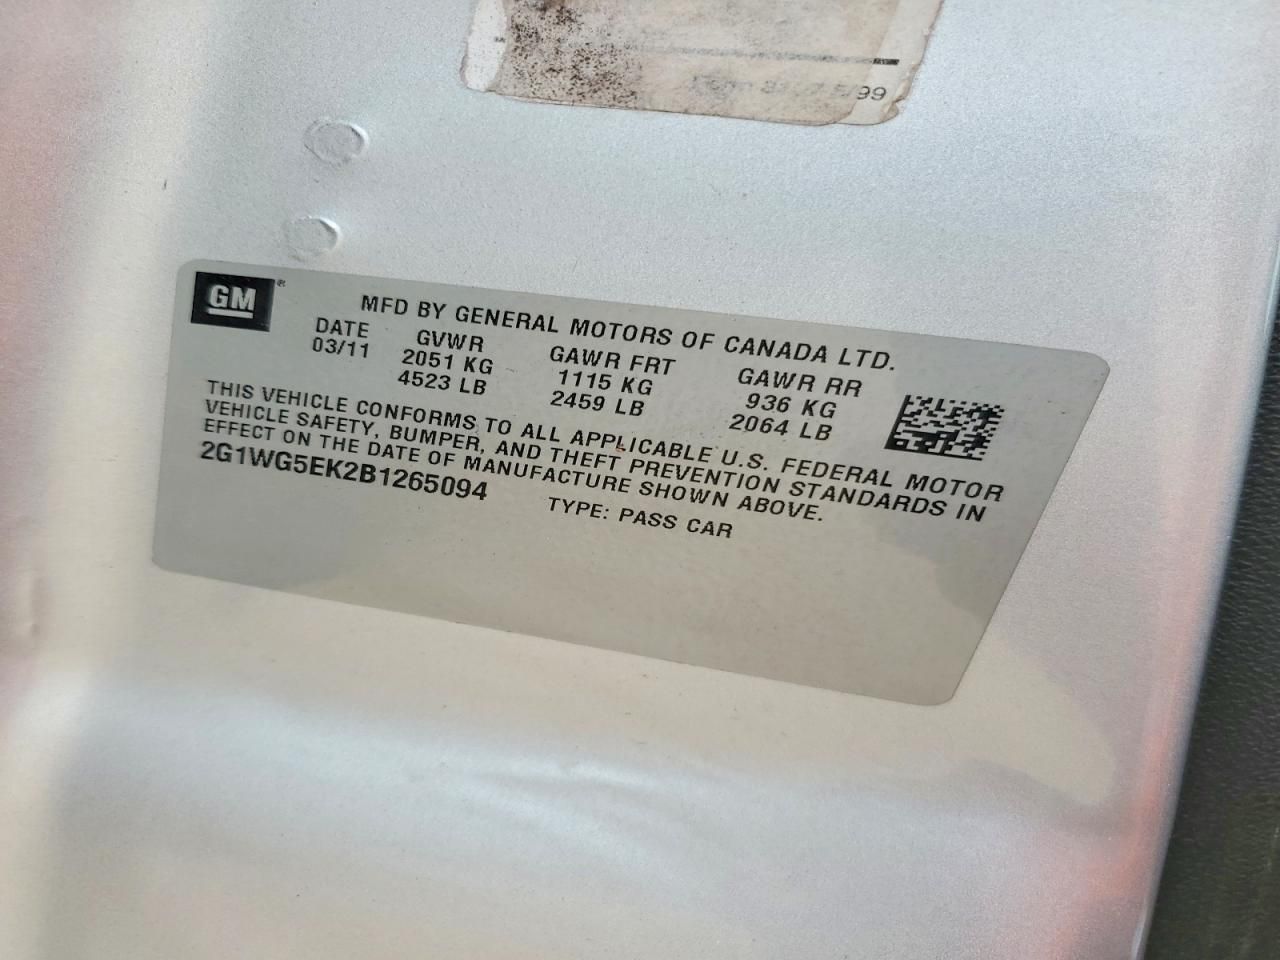 99
GM®
MFD BY GENERAL MOTORS OF CANADA LTD.
DATE GVWR GAWR FRT GAWR RR
03/11 2051 KG 1115 KG 936 KG
4523 LB 2459 LB 2064 LB
THIS VEHICLE CONFORMS TO ALL APPLICABLE U.S. FEDERAL MOTOR
VEHICLE SAFETY, BUMPER, AND THEFT PREVENTION STANDARDS IN
EFFECT ON THE DATE OF MANUFACTURE SHOWN ABOVE.
2G1WG5EK2B1265094 TYPE: PASS CAR